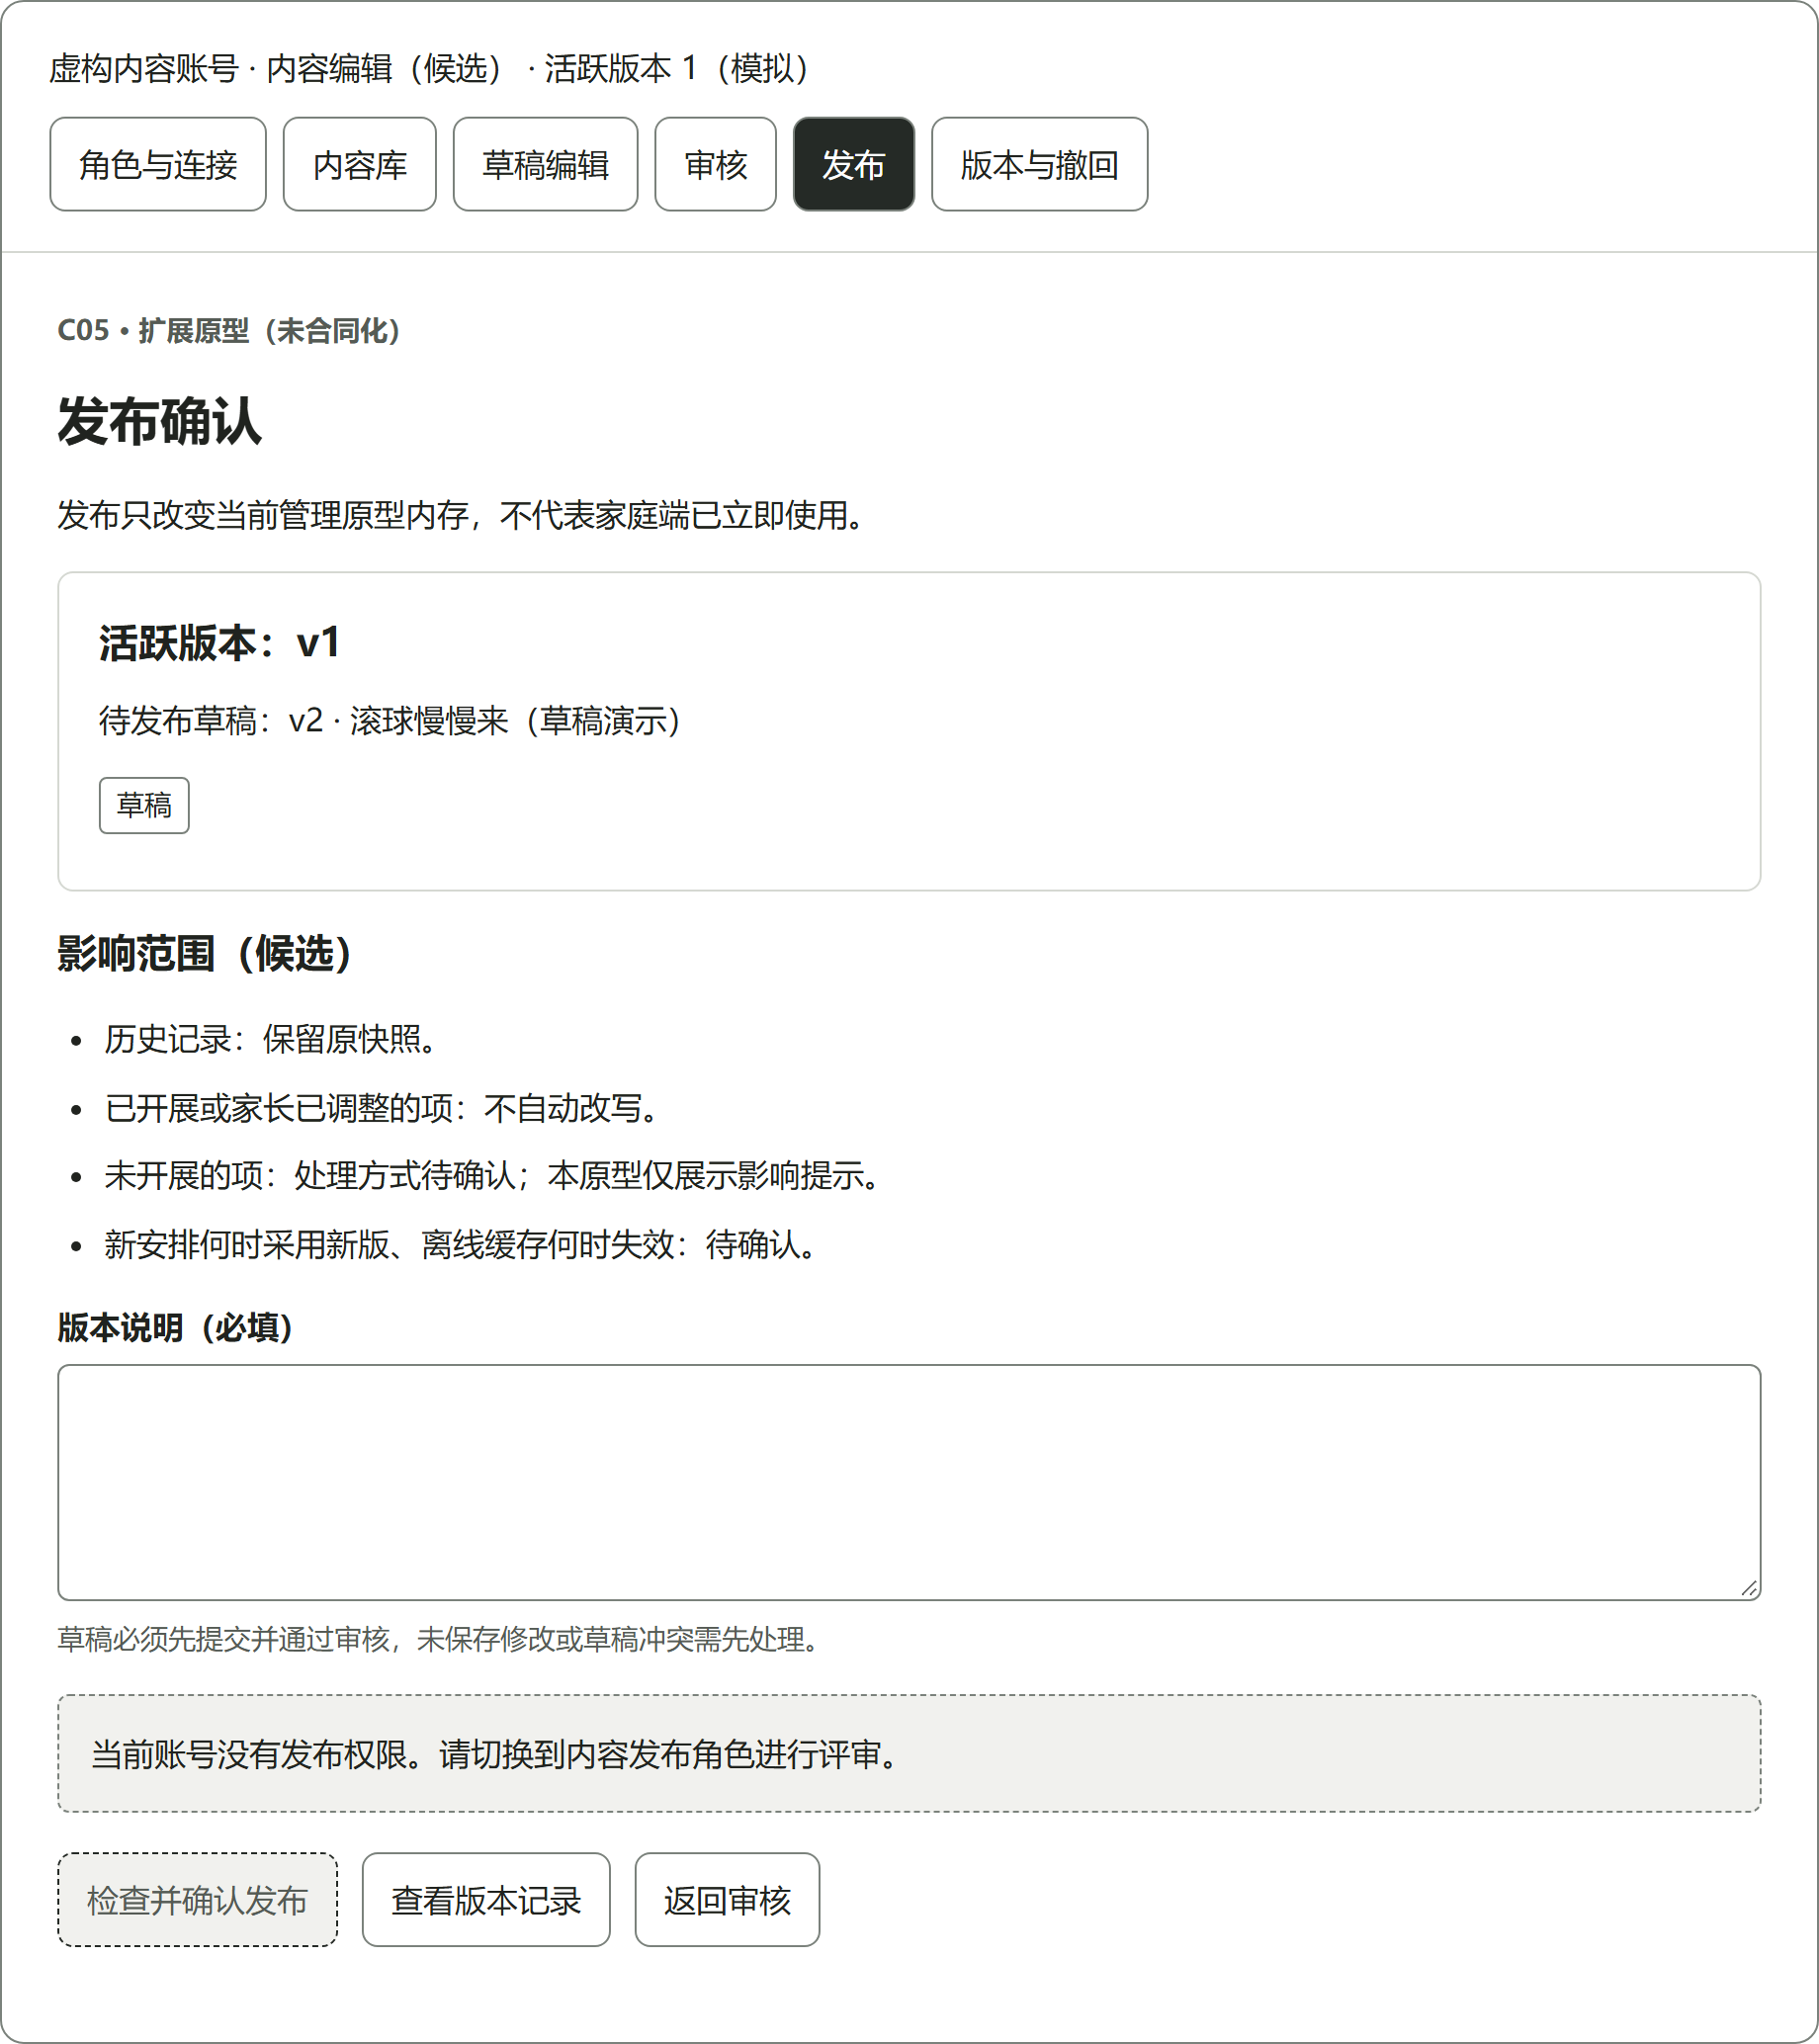 虚构内容账号 · 内容编辑（候选） · 活跃版本 1（模拟）
角色与连接
内容库
草稿编辑
审核
发布
版本与撤回
C05 • 扩展原型（未合同化）
发布确认
发布只改变当前管理原型内存，不代表家庭端已立即使用。
活跃版本：v1
待发布草稿：v2 · 滚球慢慢来（草稿演示）
草稿
影响范围（候选）
• 历史记录：保留原快照。
• 已开展或家长已调整的项：不自动改写。
• 未开展的项：处理方式待确认；本原型仅展示影响提示。
• 新安排何时采用新版、离线缓存何时失效：待确认。
版本说明（必填）
草稿必须先提交并通过审核，未保存修改或草稿冲突需先处理。
当前账号没有发布权限。请切换到内容发布角色进行评审。
检查并确认发布
查看版本记录
返回审核